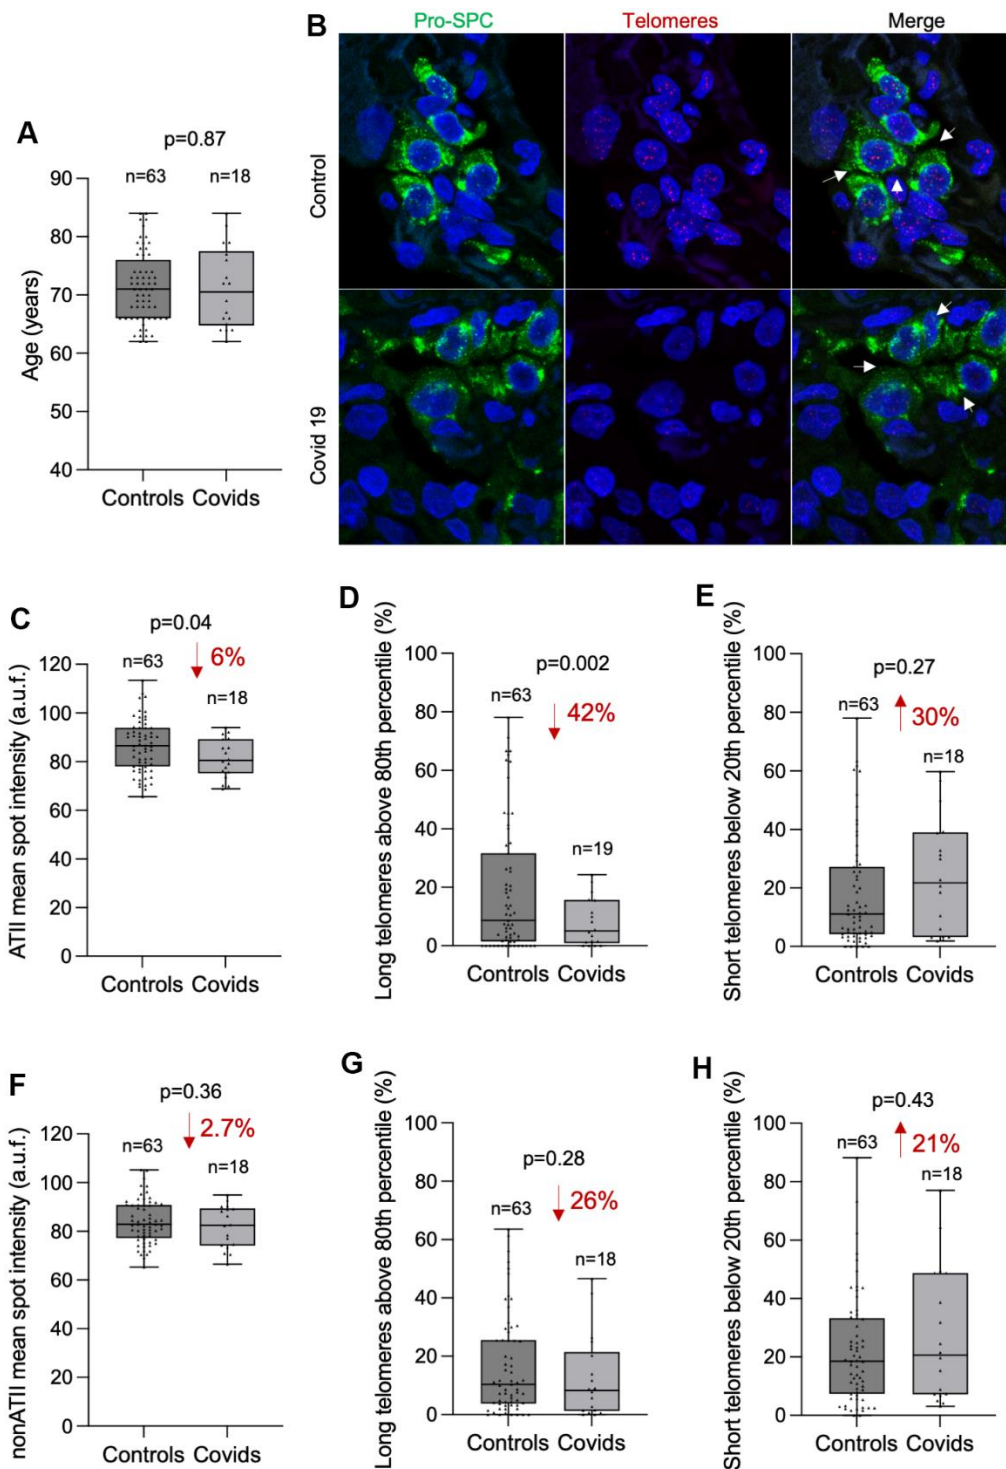 B
Pro-SPC
Telomeres
Merge
Control
Covid 19
A
p=0.87
n=63
n=18
Age (years)
90
80
70
60
50
40
Controls
Covids
C
p=0.04
6%
n=63
n=18
ATII mean spot intensity (a.u.f.)
120
100
80
60
40
20
0
Controls
Covids
D
p=0.002
n=63
42%
n=19
Long telomeres above 80th percentile (%)
100
80
60
40
20
0
Controls
Covids
E
p=0.27
n=63
30%
n=18
Short telomeres below 20th percentile (%)
100
80
60
40
20
0
Controls
Covids
F
p=0.36
2.7%
n=63
n=18
nonATII mean spot intensity (a.u.f.)
120
100
80
60
40
20
0
Controls
Covids
G
p=0.28
n=63
26%
n=18
Long telomeres above 80th percentile (%)
100
80
60
40
20
0
Controls
Covids
H
p=0.43
n=63
21%
n=18
Short telomeres below 20th percentile (%)
100
80
60
40
20
0
Controls
Covids